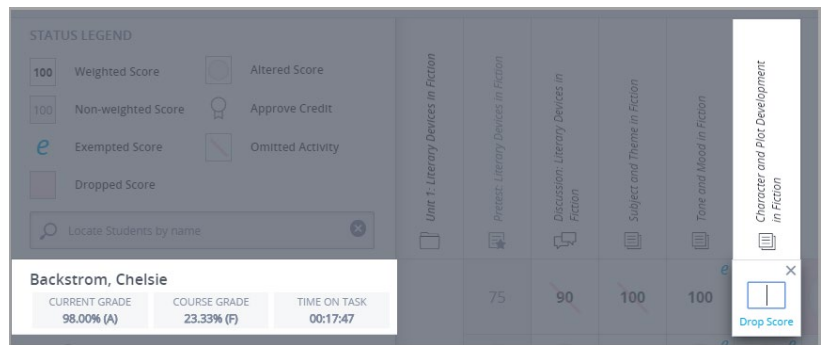 STATUS LEGEND
100 Weighted Score
Altered Score
100 Non-weighted Score
Approve Credit
e Exempted Score
Omitted Activity
Dropped Score
Locate Students by name
Unit 1: Literary Devices in Fiction
Pretest: Literary Devices in Fiction
Discussion: Literary Devices in
Fiction
Subject and Theme in Fiction
Tone and Mood in Fiction
Character and Plot Development
in Fiction
Backstrom, Chelsie
CURRENT GRADE COURSE GRADE TIME ON TASK
98.00% (A) 23.33% (F) 00:17:47
75 90 100 100 e
Drop Score
e e